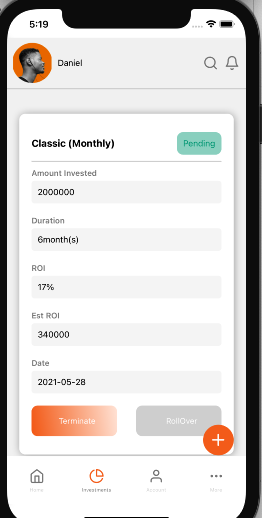 5:19
Daniel
Classic (Monthly)
Pending
Amount Invested
2000000
Duration
6month(s)
ROI
17%
Est ROI
340000
Date
2021-05-28
Terminate
RollOver
Home
Investments
Support
More